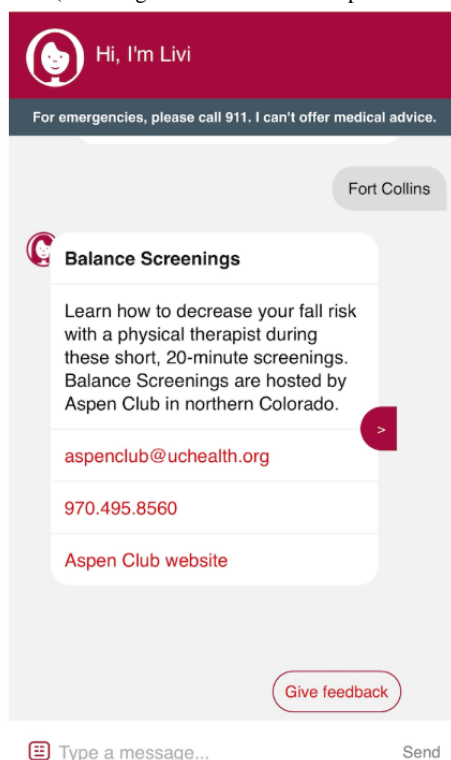 Hi, I'm Livi
For emergencies, please call 911. I can't offer medical advice.
Fort Collins
Balance Screenings
Learn how to decrease your fall risk
with a physical therapist during
these short, 20-minute screenings.
Balance Screenings are hosted by
Aspen Club in northern Colorado.
>
aspenclub@uchealth.org
970.495.8560
Aspen Club website
Give feedback
Type a message...
Send